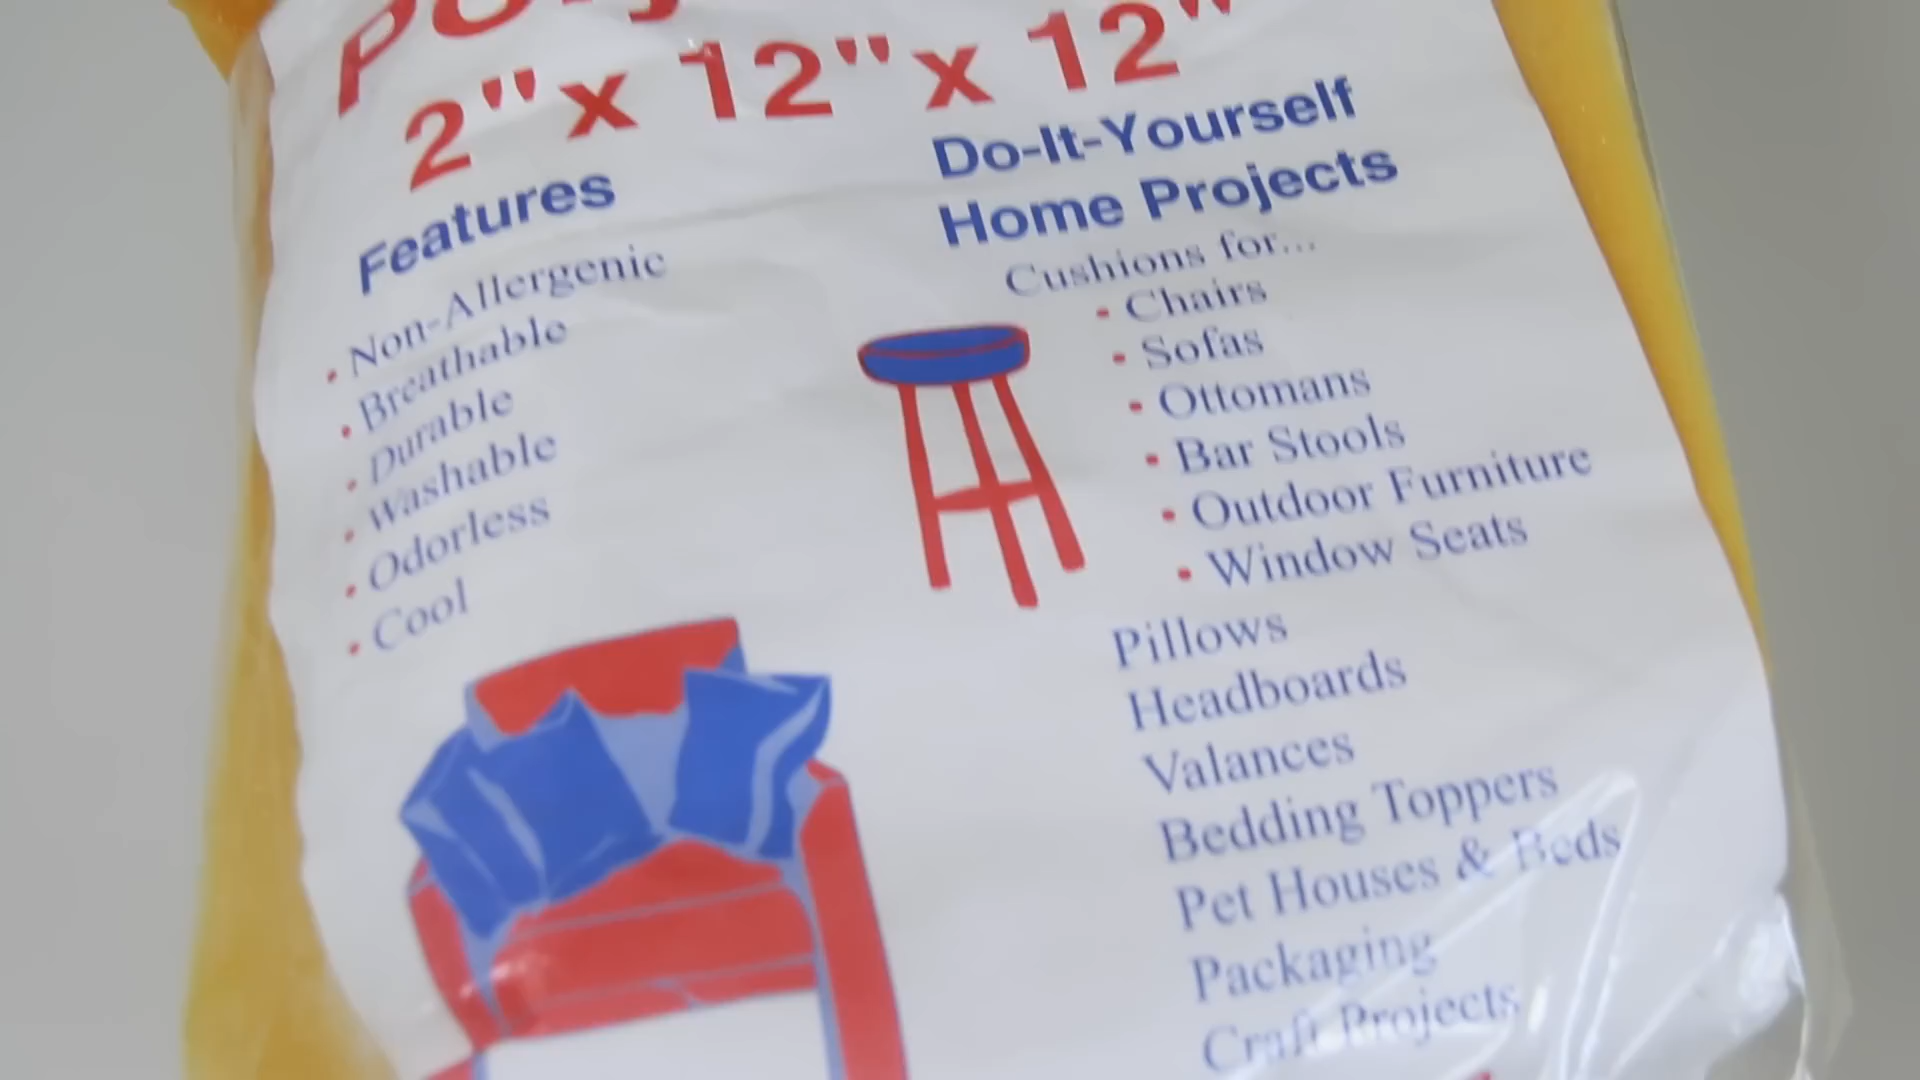 2" x 12" x 12"
Features
• Non-Allergenic
• Breathable
• Durable
• Washable
• Odorless
• Cool
Do-It-Yourself
Home Projects
Cushions for...
• Chairs
• Sofas
• Ottomans
• Bar Stools
• Outdoor Furniture
• Window Seats
Pillows
Headboards
Valances
Bedding Toppers
Pet Houses & Beds
Packaging
Craft Projects